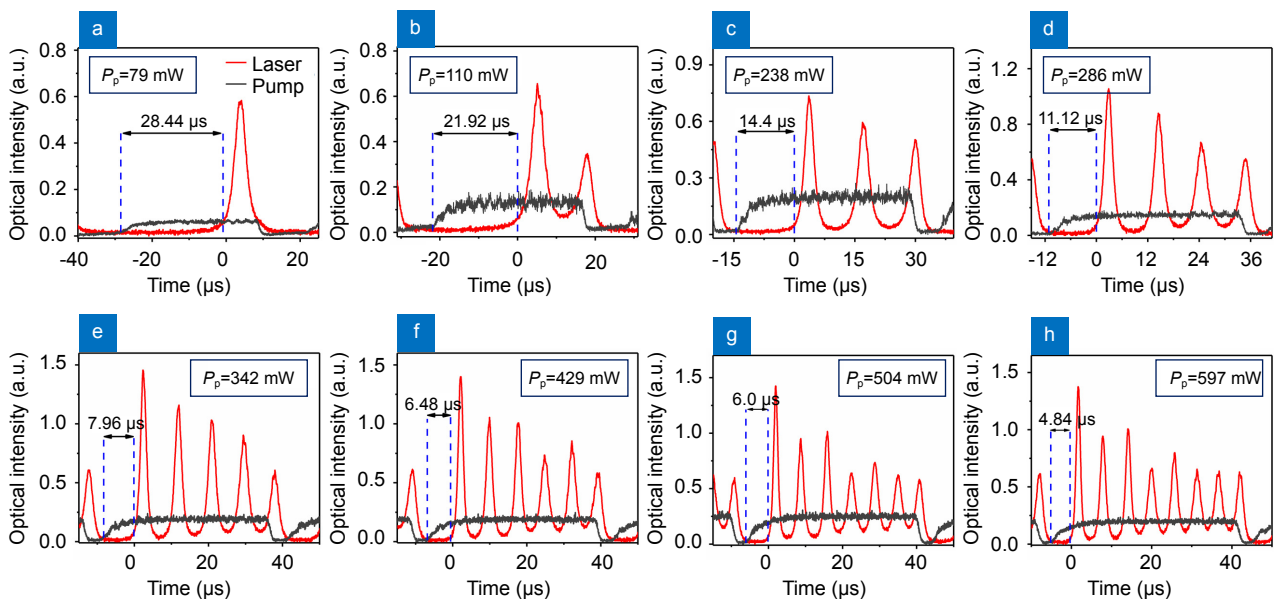 a
Optical intensity (a.u.)
0.8
0.6
0.4
0.2
0.0
Pp=79 mW
Laser
Pump
28.44 μs
-40
-20
0
20
Time (μs)
b
Optical intensity (a.u.)
0.8
0.6
0.4
0.2
0.0
Pp=110 mW
21.92 μs
-20
0
20
Time (μs)
c
Optical intensity (a.u.)
0.9
0.6
0.3
0.0
Pp=238 mW
14.4 μs
-15
0
15
30
Time (μs)
d
Optical intensity (a.u.)
1.2
0.8
0.4
0.0
Pp=286 mW
11.12 μs
-12
0
12
24
36
Time (μs)
e
Optical intensity (a.u.)
1.5
1.0
0.5
0.0
Pp=342 mW
7.96 μs
0
20
40
Time (μs)
f
Optical intensity (a.u.)
1.5
1.0
0.5
0.0
Pp=429 mW
6.48 μs
0
20
40
Time (μs)
g
Optical intensity (a.u.)
1.5
1.0
0.5
0.0
Pp=504 mW
6.0 μs
0
20
40
Time (μs)
h
Optical intensity (a.u.)
1.5
1.0
0.5
0.0
Pp=597 mW
4.84 μs
0
20
40
Time (μs)